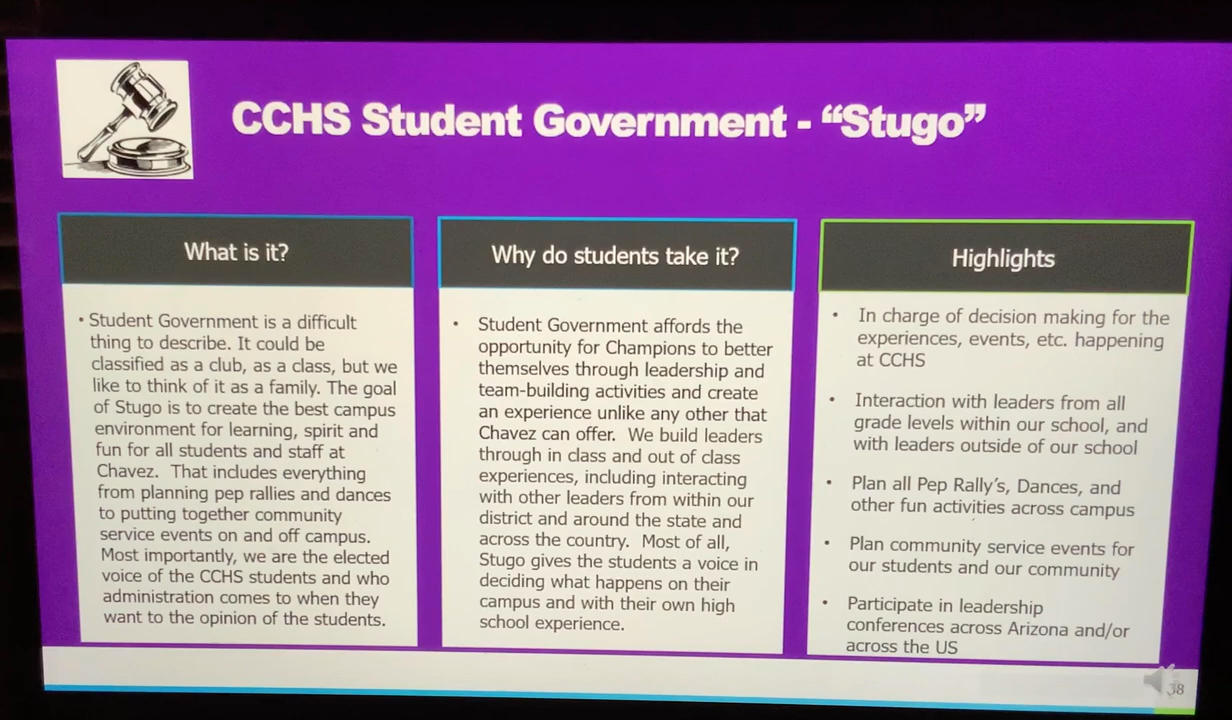 CCHS Student Government - “Stugo”
What is it?
• Student Government is a difficult
thing to describe. It could be
classified as a club, as a class, but we
like to think of it as a family. The goal
of Stugo is to create the best campus
environment for learning, spirit and
fun for all students and staff at
Chavez. That includes everything
from planning pep rallies and dances
to putting together community
service events on and off campus.
Most importantly, we are the elected
voice of the CCHS students and who
administration comes to when they
want to the opinion of the students.
Why do students take it?
• Student Government affords the
opportunity for Champions to better
themselves through leadership and
team-building activities and create
an experience unlike any other that
Chavez can offer. We build leaders
through in class and out of class
experiences, including interacting
with other leaders from within our
district and around the state and
across the country. Most of all,
Stugo gives the students a voice in
deciding what happens on their
campus and with their own high
school experience.
Highlights
• In charge of decision making for the
experiences, events, etc. happening
at CCHS
• Interaction with leaders from all
grade levels within our school, and
with leaders outside of our school
• Plan all Pep Rally’s, Dances, and
other fun activities across campus
• Plan community service events for
our students and our community
• Participate in leadership
conferences across Arizona and/or
across the US
38